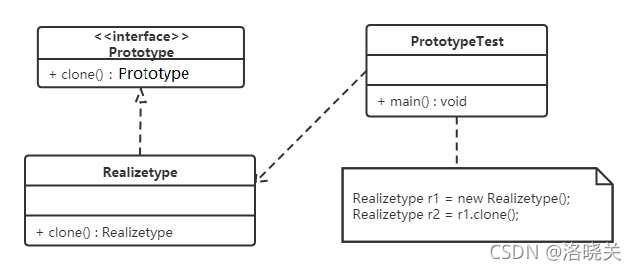 <<interface>>
Prototype
+ clone() : Prototype
PrototypeTest
+ main() : void
Realizetype
+ clone() : Realizetype
Realizetype r1 = new Realizetype();
Realizetype r2 = r1.clone();
CSDN @洛晓关